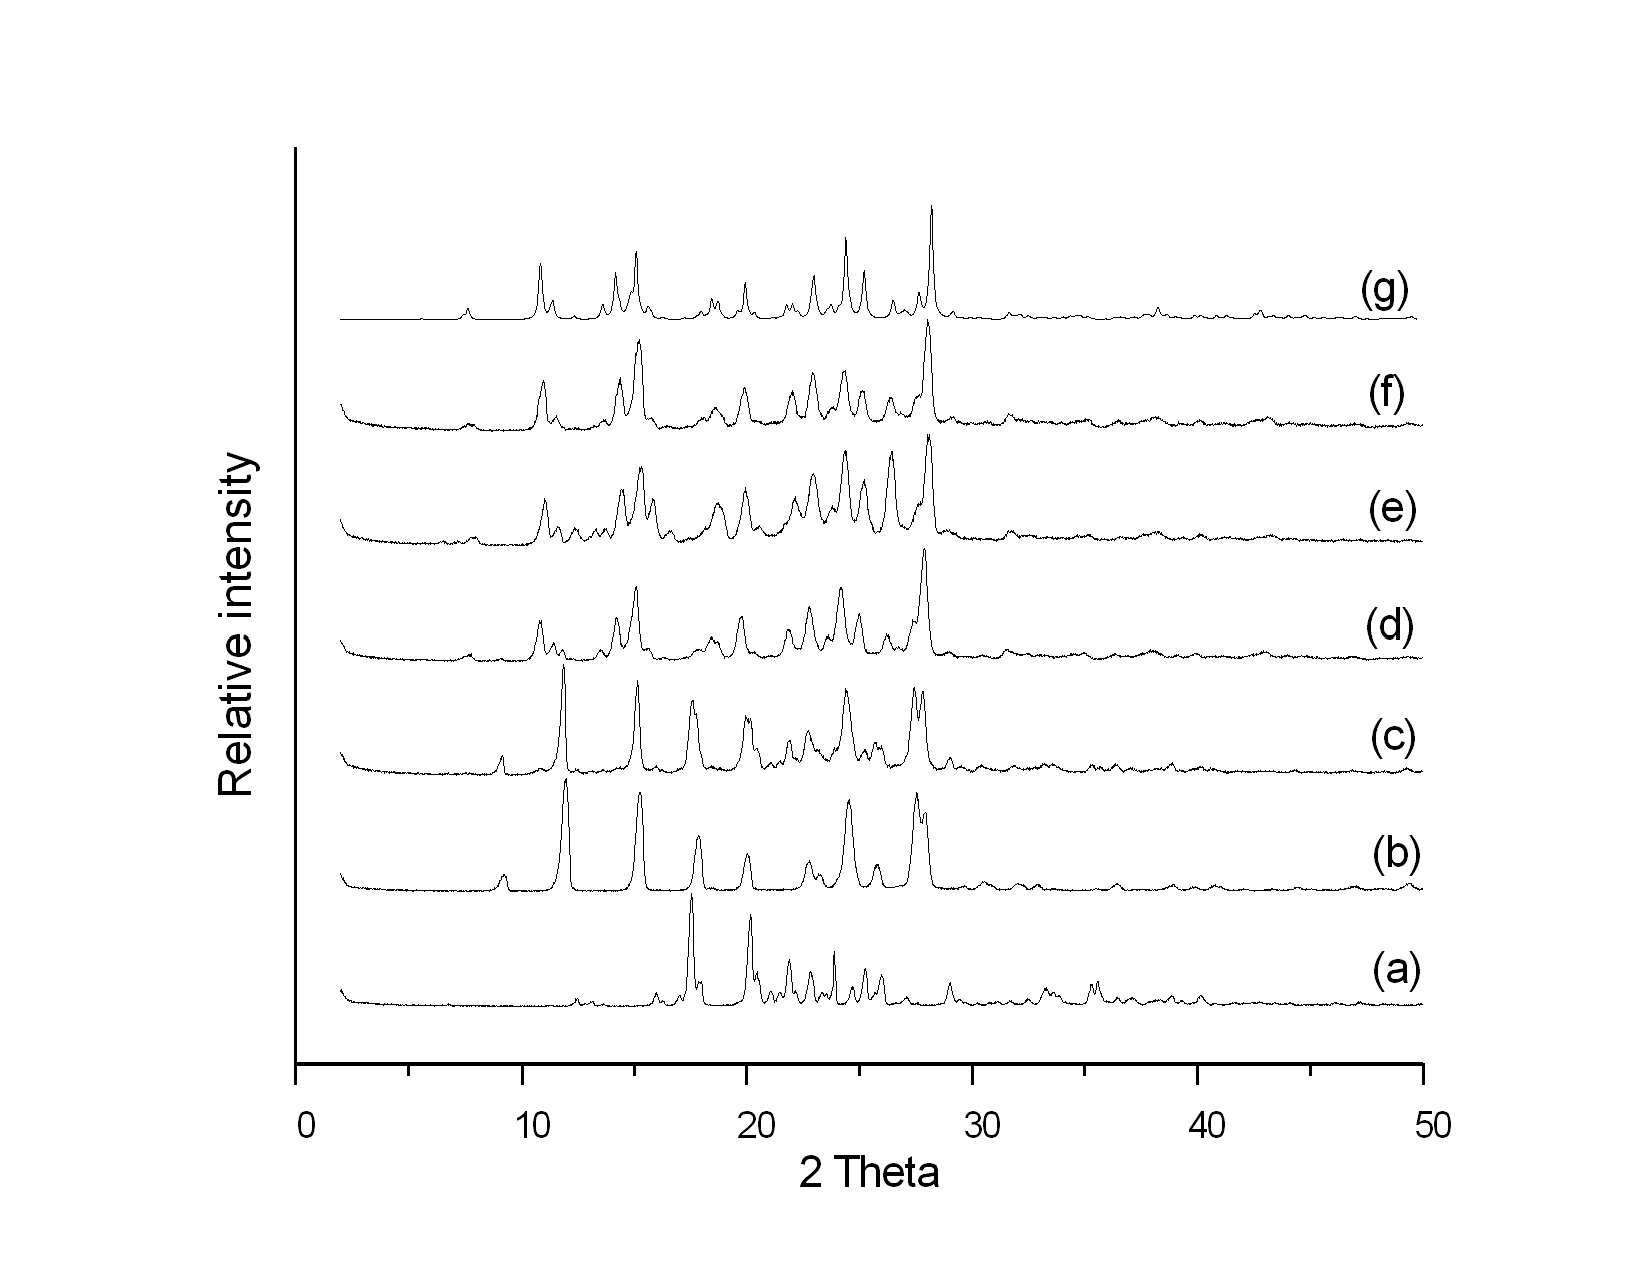 (g)
(f)
(e)
(d)
(c)
(b)
(a)
Relative intensity
0 10 20 30 40 50
2 Theta